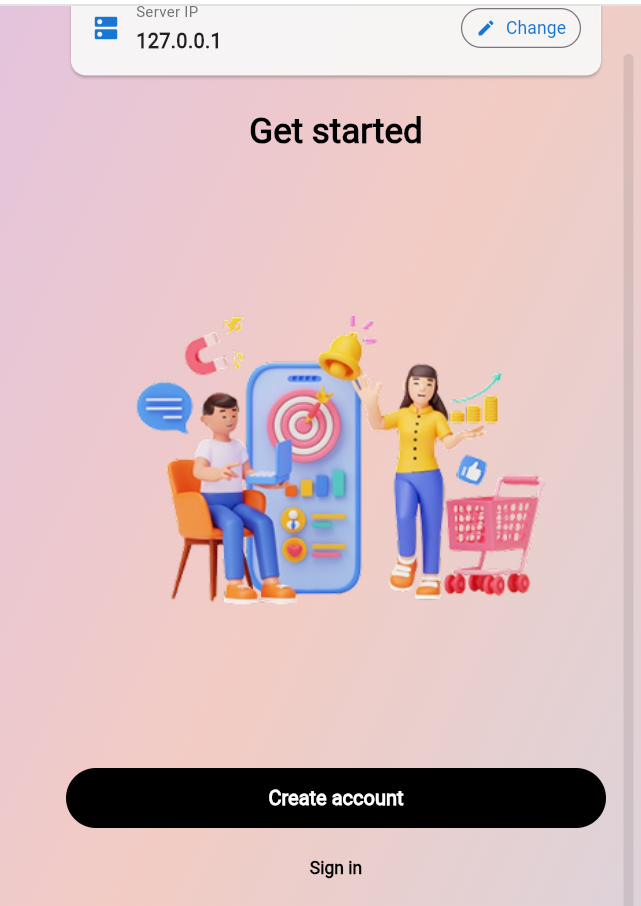 Server IP
127.0.0.1
Change
Get started
Create account
Sign in